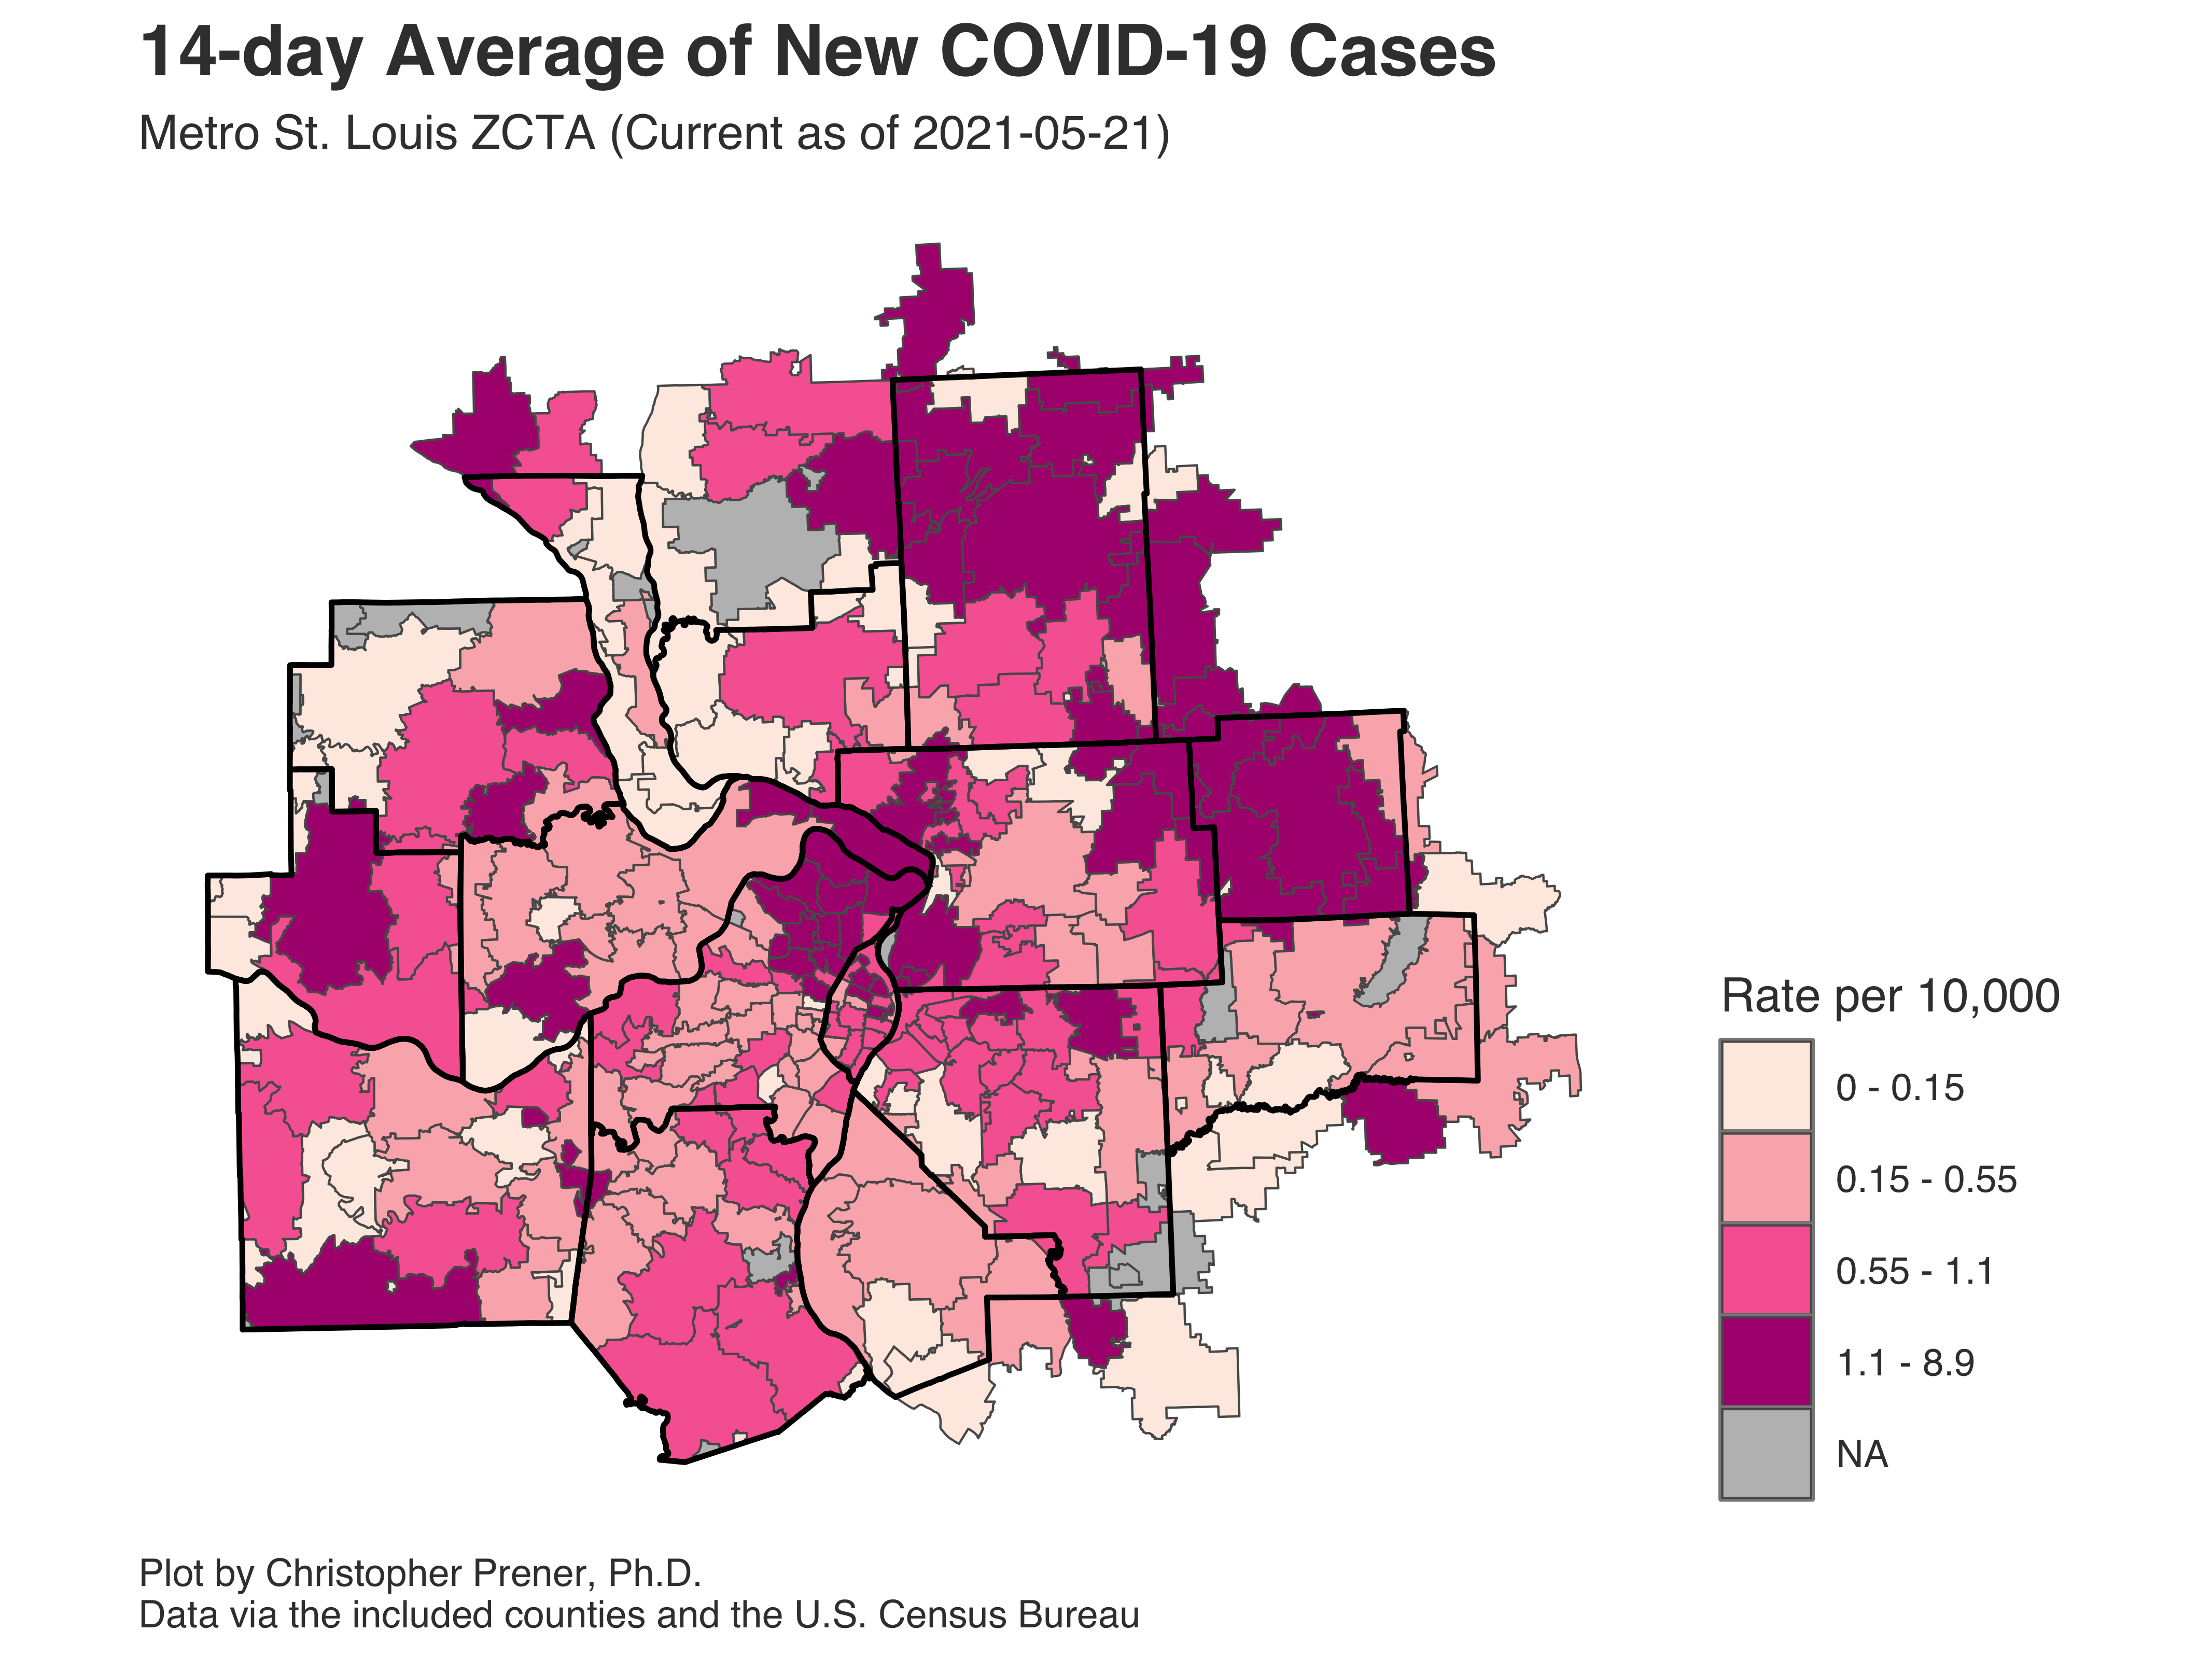 14-day Average of New COVID-19 Cases
Metro St. Louis ZCTA (Current as of 2021-05-21)
Rate per 10,000
0 - 0.15
0.15 - 0.55
0.55 - 1.1
1.1 - 8.9
NA
Plot by Christopher Prener, Ph.D.
Data via the included counties and the U.S. Census Bureau